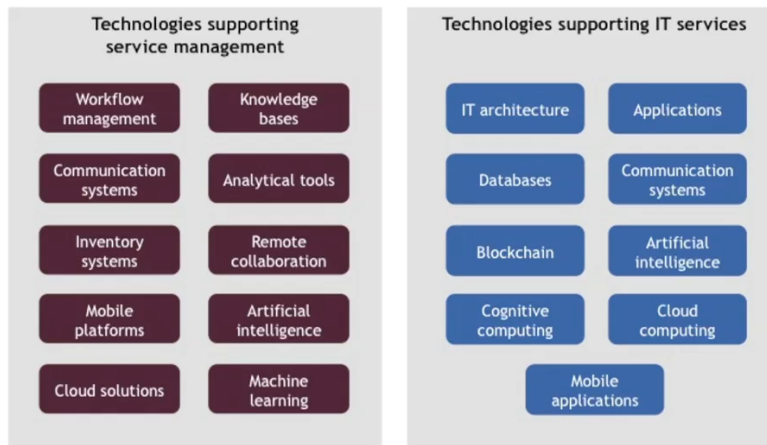 Technologies supporting
service management
Workflow
management
Knowledge
bases
Communication
systems
Analytical tools
Inventory
systems
Remote
collaboration
Mobile
platforms
Artificial
intelligence
Cloud solutions
Machine
learning
Technologies supporting IT services
IT architecture
Applications
Databases
Communication
systems
Blockchain
Artificial
intelligence
Cognitive
computing
Cloud
computing
Mobile
applications